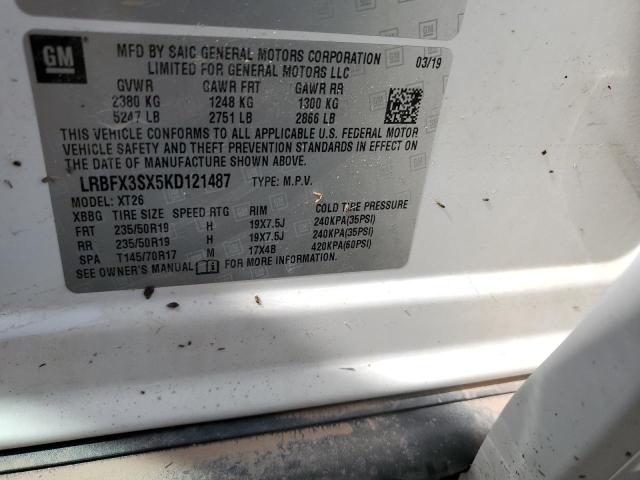 GM
MFD BY SAIC GENERAL MOTORS CORPORATION 03/19
LIMITED FOR GENERAL MOTORS LLC
GVWR GAWR FRT GAWR RR
2380 KG 1248 KG 1300 KG
5247 LB 2751 LB 2866 LB
THIS VEHICLE CONFORMS TO ALL APPLICABLE U.S. FEDERAL MOTOR
VEHICLE SAFETY AND THEFT PREVENTION STANDARDS IN EFFECT ON
THE DATE OF MANUFACTURE SHOWN ABOVE.
LRBFX3SX5KD121487 TYPE: M.P.V.
MODEL: XT26
XBBG TIRE SIZE SPEED RTG RIM COLD TIRE PRESSURE
FRT 235/50R19 H 19X7.5J 240KPA(35PSI)
RR 235/50R19 H 19X7.5J 240KPA(35PSI)
SPA T145/70R17 M 17X4B 420KPA(60PSI)
SEE OWNER'S MANUAL FOR MORE INFORMATION.